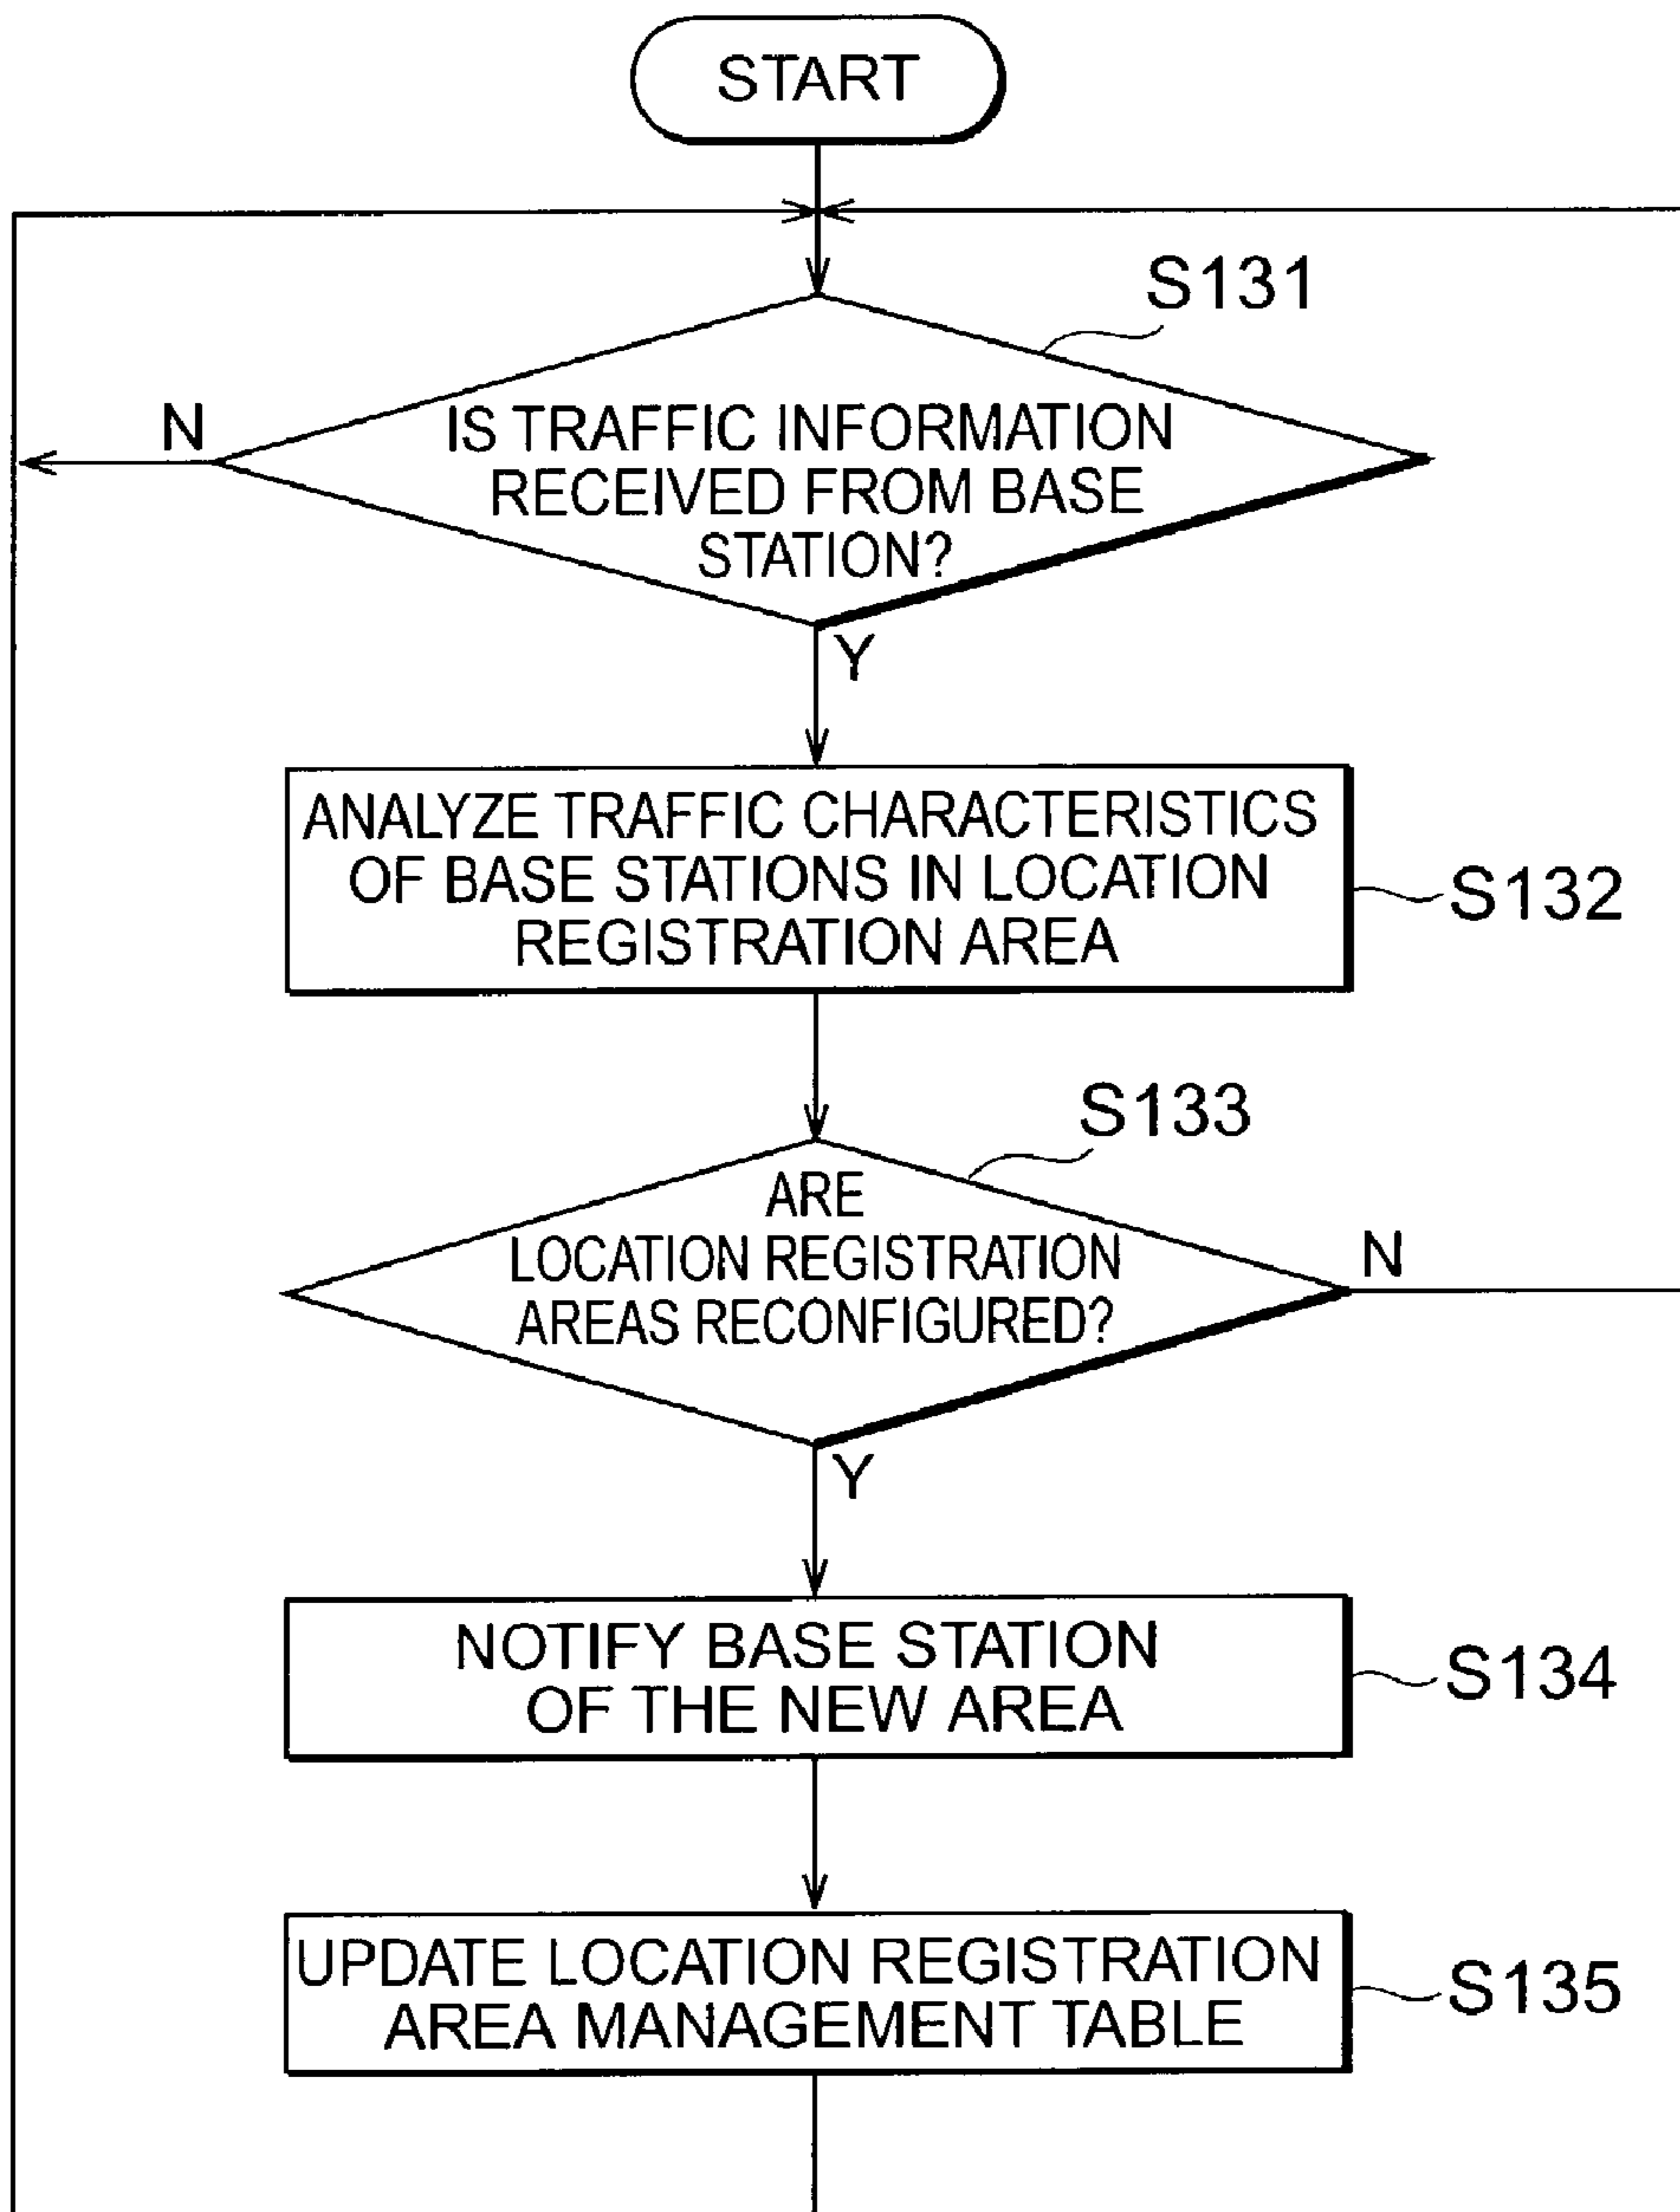 START
S131
N
IS TRAFFIC INFORMATION
RECEIVED FROM BASE
STATION?
Y
ANALYZE TRAFFIC CHARACTERISTICS
OF BASE STATIONS IN LOCATION
REGISTRATION AREA
S132
S133
ARE
LOCATION REGISTRATION
AREAS RECONFIGURED?
N
Y
NOTIFY BASE STATION
OF THE NEW AREA
S134
UPDATE LOCATION REGISTRATION
AREA MANAGEMENT TABLE
S135